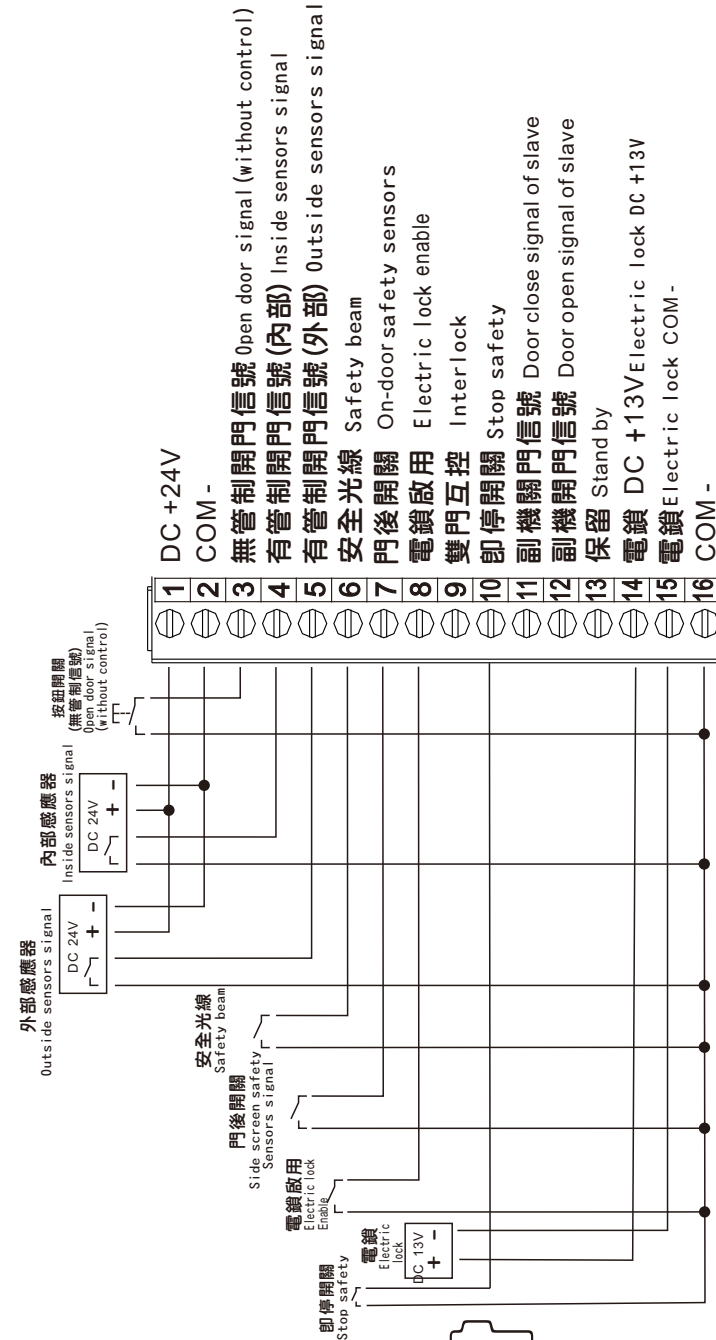 1 DC +24V
2 COM -
3 無管制開門信號 Open door signal (without control)
4 有管制開門信號 (內部) Inside sensors signal
5 有管制開門信號 (外部) Outside sensors signal
6 安全光線 Safety beam
7 門後開關 On-door safety sensors
8 電鎖啟用 Electric lock enable
9 雙門互控 Interlock
10 即停開關 Stop safety
11 副機關門信號 Door close signal of slave
12 副機開門信號 Door open signal of slave
13 保留 Stand by
14 電鎖 DC +13V Electric lock DC +13V
15 電鎖 Electric lock COM -
16 COM -
按鈕開關
(無管制信號)
Open door signal
(without control)
內部感應器
Inside sensors signal
DC 24V
+ -
外部感應器
Outside sensors signal
DC 24V
+ -
安全光線
Safety beam
門後開關
Side screen safety
Sensors signal
電鎖啟用
Electric lock
Enable
電鎖
Electric
lock
DC 13V
+ -
即停開關
Stop safety